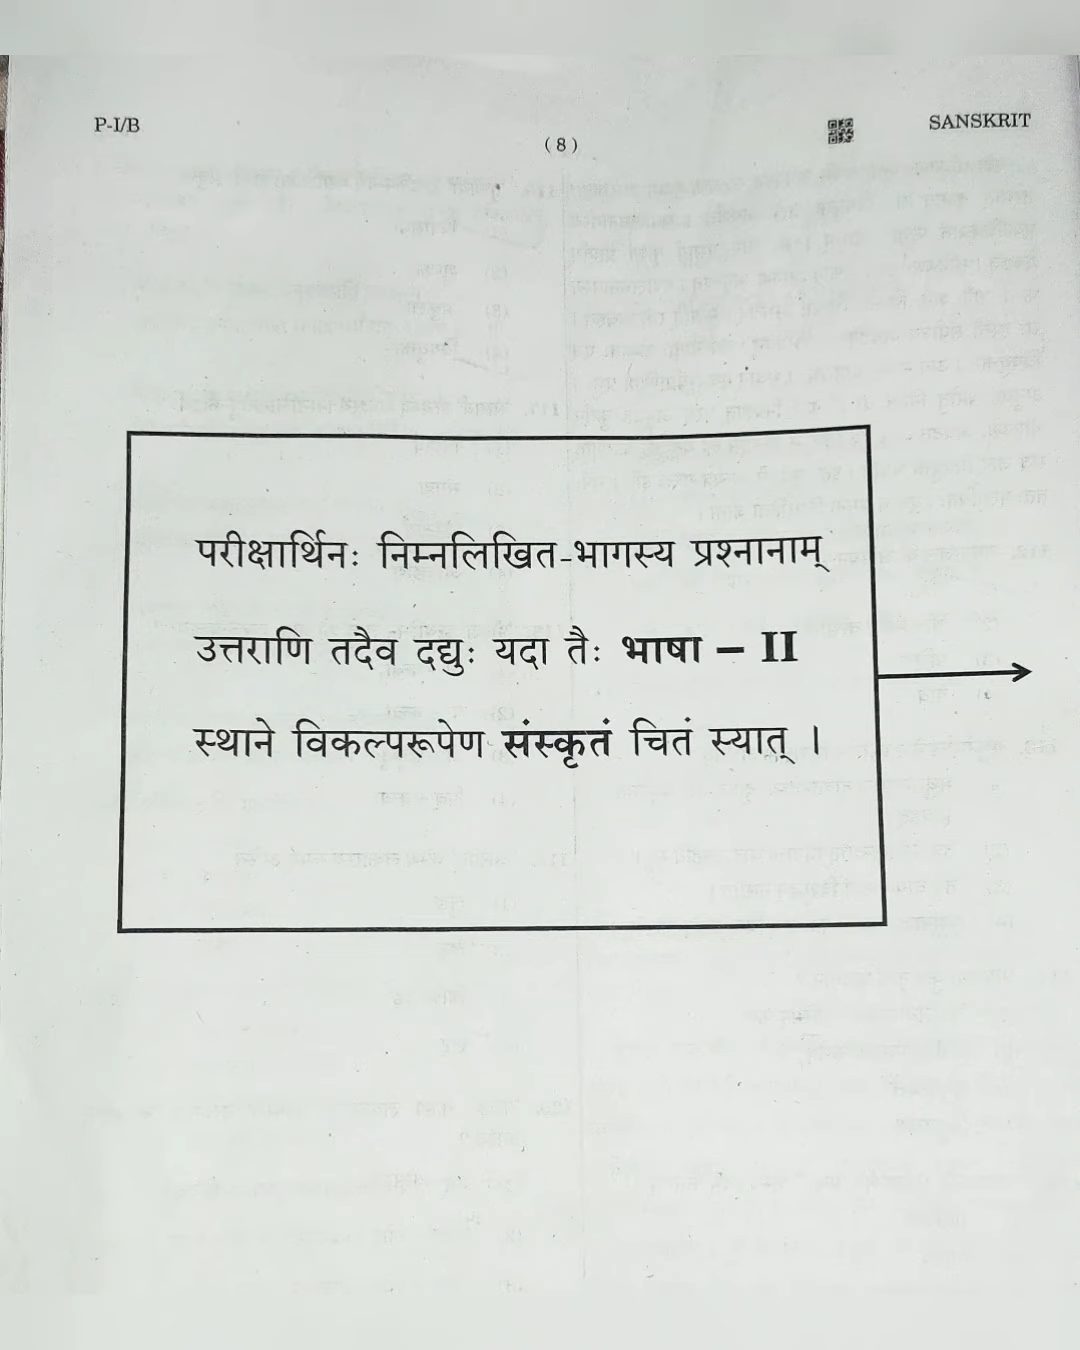 P-I/B
(8)
SANSKRIT
परीक्षार्थिनः निम्नलिखित-भागस्य प्रश्नानाम्
उत्तराणि तदैव दद्युः यदा तैः भाषा – II
स्थाने विकल्परूपेण संस्कृतं चितं स्यात् ।